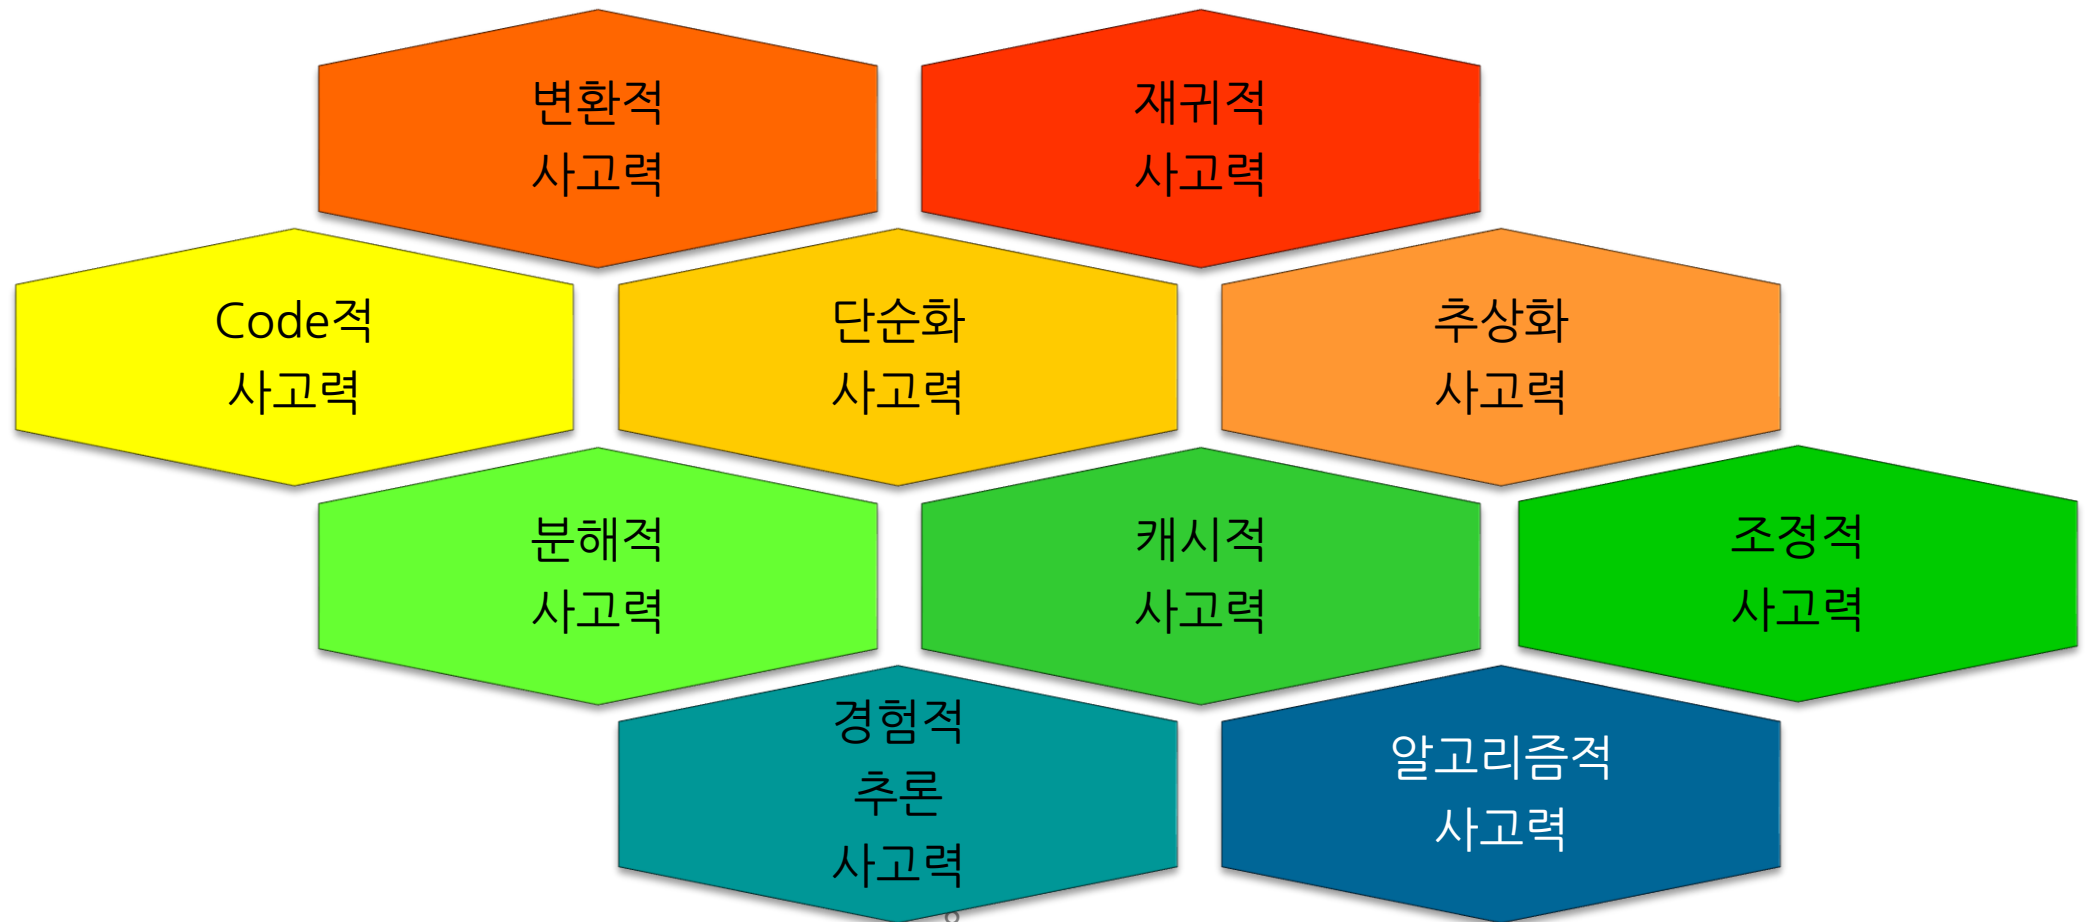 변환적
사고력
재귀적
사고력
Code적
사고력
단순화
사고력
추상화
사고력
분해적
사고력
캐시적
사고력
조정적
사고력
경험적
추론
사고력
알고리즘적
사고력